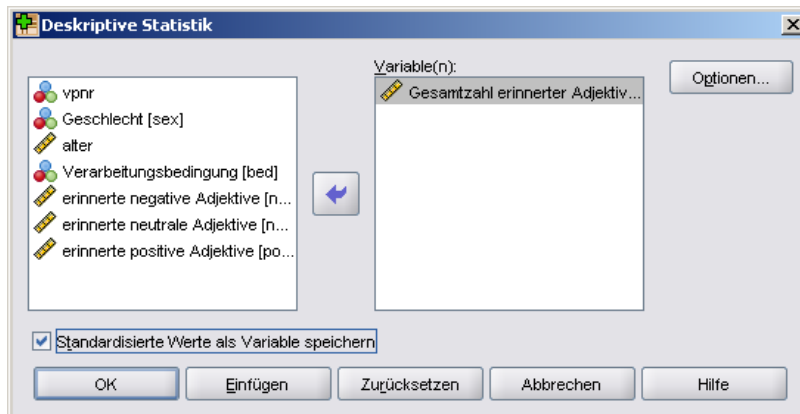 Deskriptive Statistik
vpnr
Geschlecht [sex]
alter
Verarbeitungsbedingung [bed]
erinnerte negative Adjektive [n...
erinnerte neutrale Adjektive [n...
erinnerte positive Adjektive [po...
Variable(n):
Gesamtzahl erinnerter Adjektiv...
Optionen...
Standardisierte Werte als Variable speichern
OK
Einfügen
Zurücksetzen
Abbrechen
Hilfe